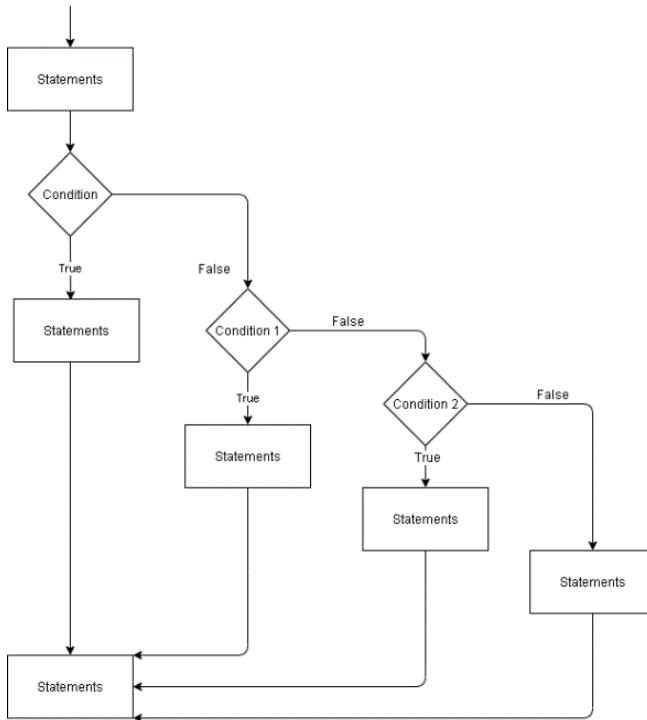 Statements
Condition
True
False
Statements
Condition 1
False
True
Condition 2
False
Statements
True
Statements
Statements
Statements